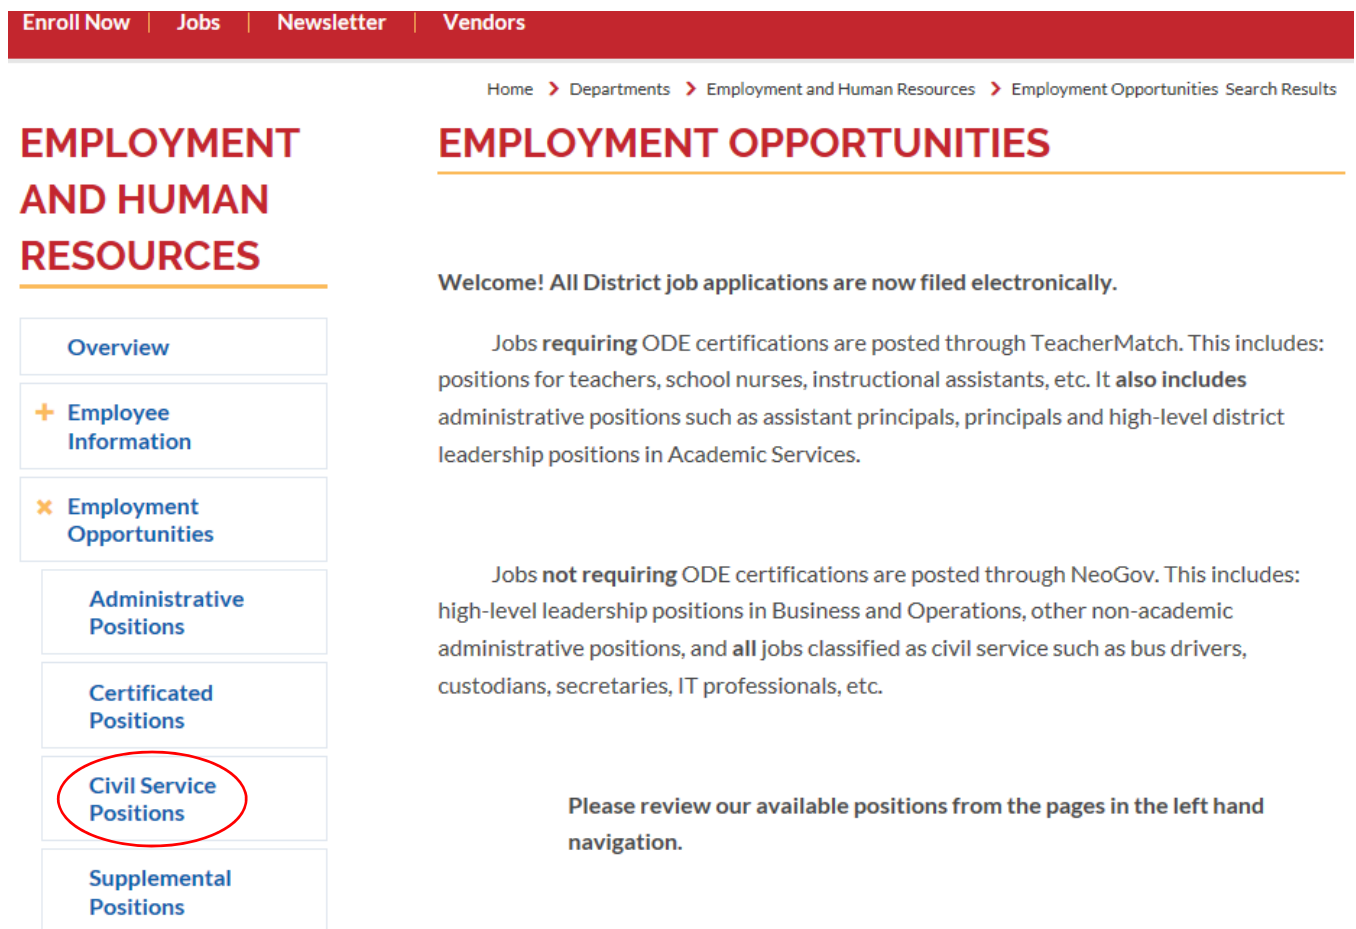 Enroll Now | Jobs | Newsletter | Vendors
Home > Departments > Employment and Human Resources > Employment Opportunities Search Results
EMPLOYMENT
AND HUMAN
RESOURCES
Overview
Employee
Information
Employment
Opportunities
Administrative
Positions
Certificated
Positions
Civil Service
Positions
Supplemental
Positions
EMPLOYMENT OPPORTUNITIES
Welcome! All District job applications are now filed electronically.
Jobs requiring ODE certifications are posted through TeacherMatch. This includes:
positions for teachers, school nurses, instructional assistants, etc. It also includes
administrative positions such as assistant principals, principals and high-level district
leadership positions in Academic Services.
Jobs not requiring ODE certifications are posted through NeoGov. This includes:
high-level leadership positions in Business and Operations, other non-academic
administrative positions, and all jobs classified as civil service such as bus drivers,
custodians, secretaries, IT professionals, etc.
Please review our available positions from the pages in the left hand
navigation.